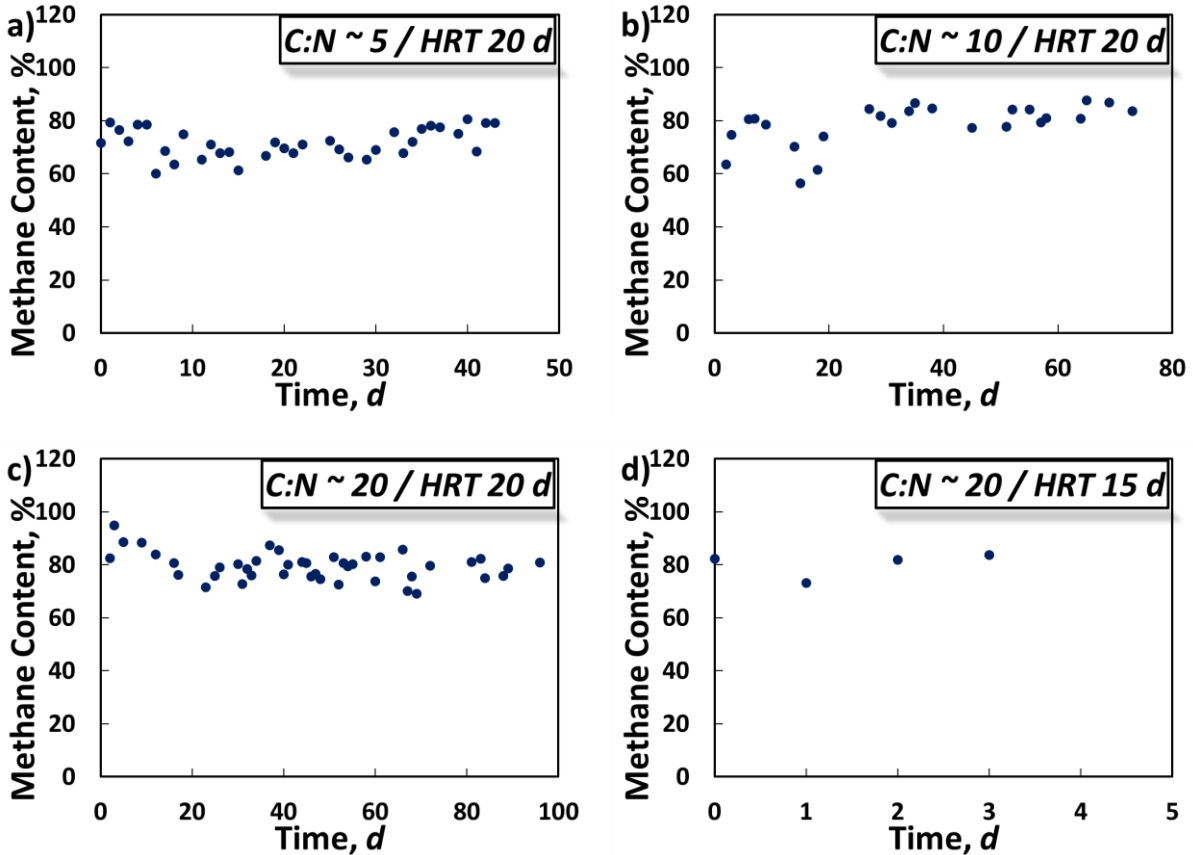 a)
C:N ~ 5 / HRT 20 d
Methane Content, %
120
100
80
60
40
20
0
0 10 20 30 40 50
Time, d
b)
C:N ~ 10 / HRT 20 d
Methane Content, %
120
100
80
60
40
20
0
0 20 40 60 80
Time, d
c)
C:N ~ 20 / HRT 20 d
Methane Content, %
120
100
80
60
40
20
0
0 20 40 60 80 100
Time, d
d)
C:N ~ 20 / HRT 15 d
Methane Content, %
120
100
80
60
40
20
0
0 1 2 3 4 5
Time, d